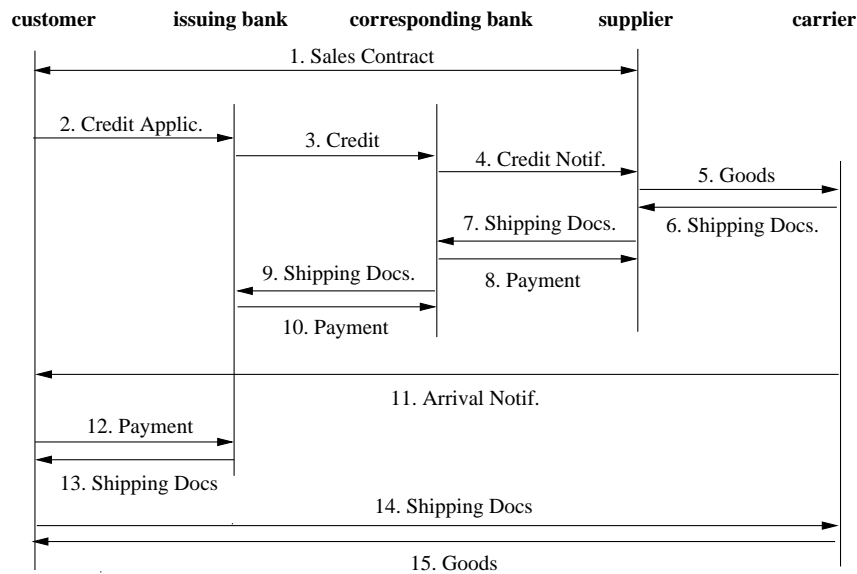 customer issuing bank corresponding bank supplier carrier
1. Sales Contract
2. Credit Applic.
3. Credit
4. Credit Notif.
5. Goods
6. Shipping Docs.
7. Shipping Docs.
8. Payment
9. Shipping Docs.
10. Payment
11. Arrival Notif.
12. Payment
13. Shipping Docs
14. Shipping Docs
15. Goods